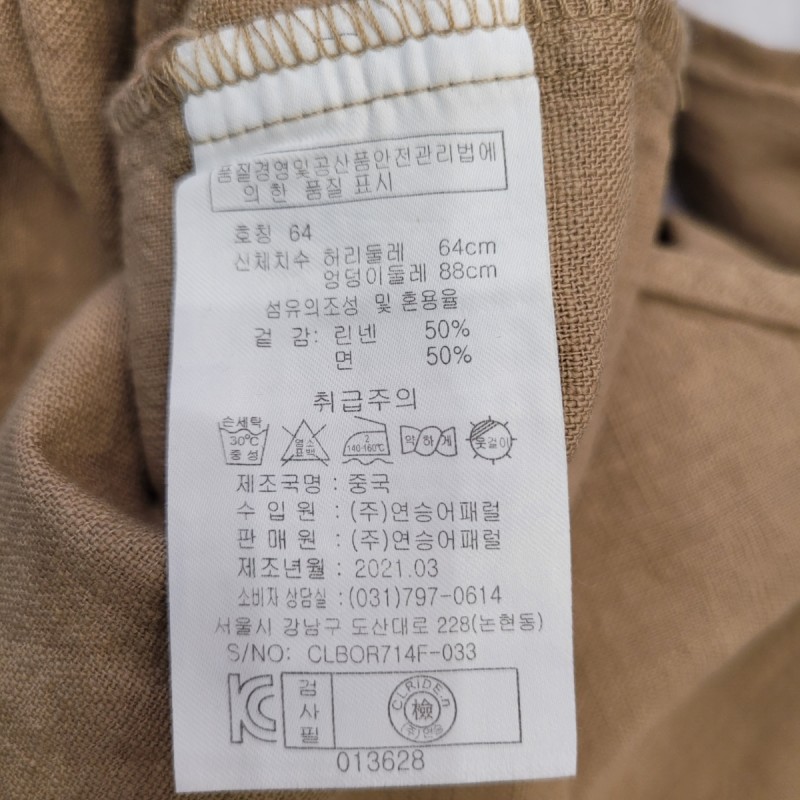 품질경영및공산품안전관리법에
의한 품질 표시
호칭 64
신체치수 허리둘레 64cm
엉덩이둘레 88cm
섬유의조성 및 혼용율
겉 감: 린넨 50%
면 50%
취급주의
손세탁
30℃
중성
염소
표백
2
140-160℃
약하게
옷걸이
제조국명 : 중국
수입원 : (주)연승어패럴
판매원 : (주)연승어패럴
제조년월 : 2021.03
소비자 상담실 : (031)797-0614
서울시 강남구 도산대로 228(논현동)
S/NO: CLBOR714F-033
KC
검사필
CLRIDE.n
檢
(주)연승
013628